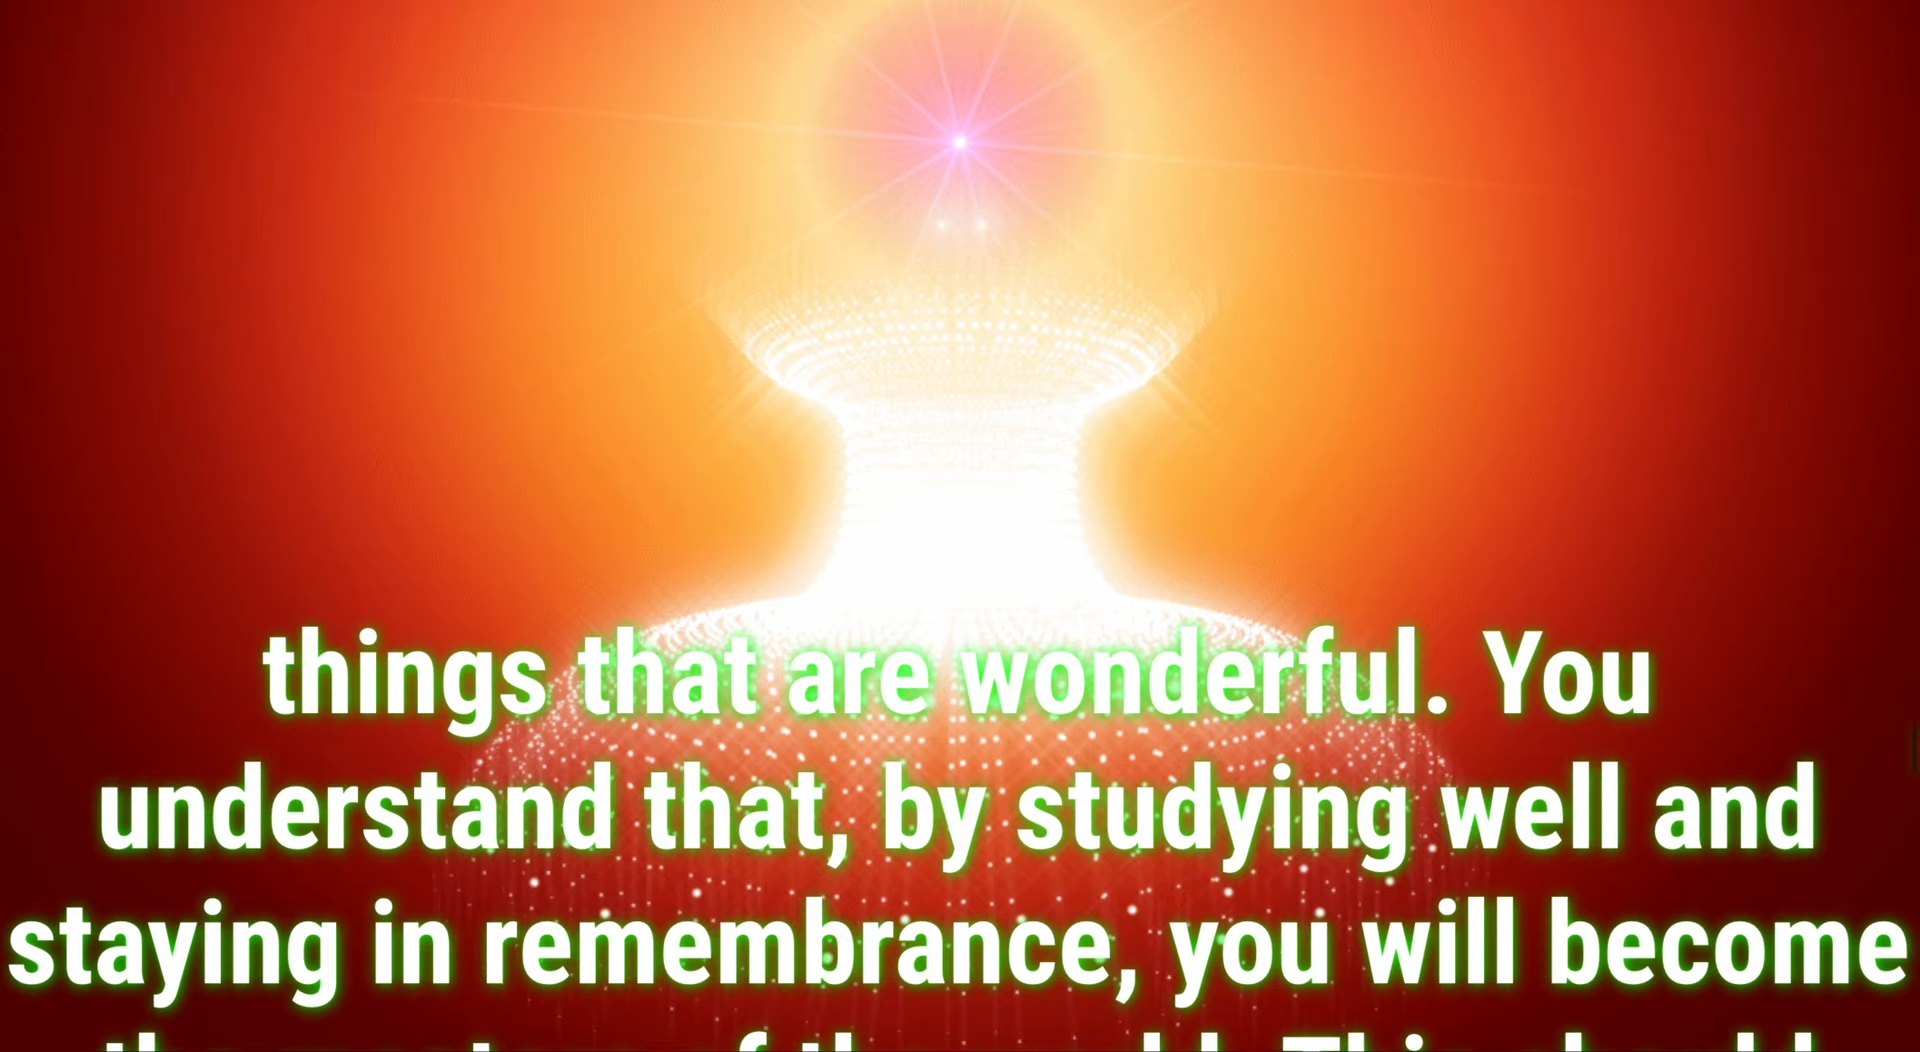 things that are wonderful. You
understand that, by studying well and
staying in remembrance, you will become